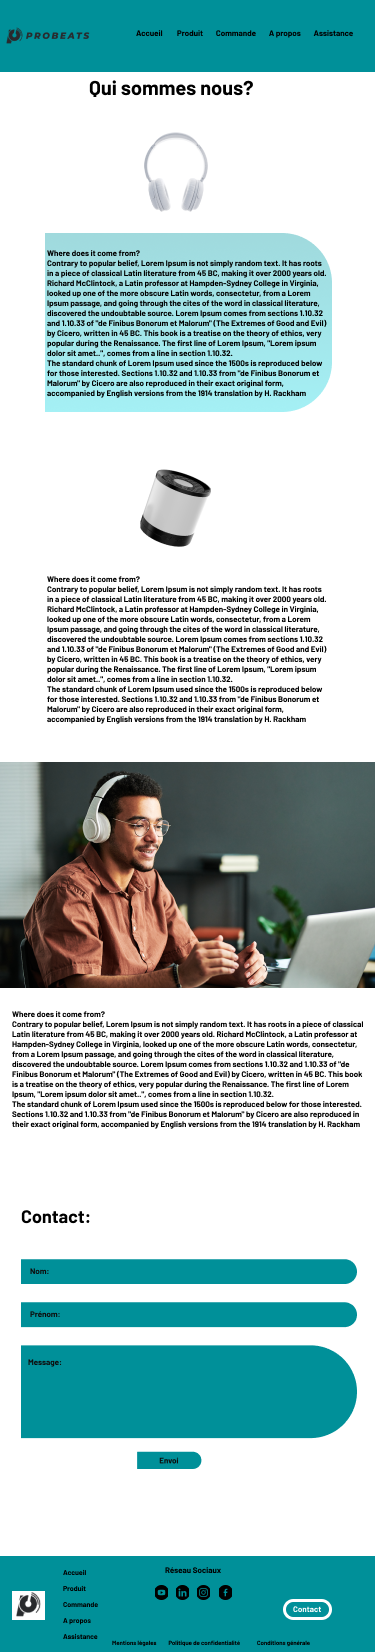 PROBEATS
Accueil Produit Commande A propos Assistance
Qui sommes nous?
Where does it come from?
Contrary to popular belief, Lorem Ipsum is not simply random text. It has roots
in a piece of classical Latin literature from 45 BC, making it over 2000 years old.
Richard McClintock, a Latin professor at Hampden-Sydney College in Virginia,
looked up one of the more obscure Latin words, consectetur, from a Lorem
Ipsum passage, and going through the cites of the word in classical literature,
discovered the undoubtable source. Lorem Ipsum comes from sections 1.10.32
and 1.10.33 of "de Finibus Bonorum et Malorum" (The Extremes of Good and Evil)
by Cicero, written in 45 BC. This book is a treatise on the theory of ethics, very
popular during the Renaissance. The first line of Lorem Ipsum, "Lorem ipsum
dolor sit amet..", comes from a line in section 1.10.32.
The standard chunk of Lorem Ipsum used since the 1500s is reproduced below
for those interested. Sections 1.10.32 and 1.10.33 from "de Finibus Bonorum et
Malorum" by Cicero are also reproduced in their exact original form,
accompanied by English versions from the 1914 translation by H. Rackham
Where does it come from?
Contrary to popular belief, Lorem Ipsum is not simply random text. It has roots
in a piece of classical Latin literature from 45 BC, making it over 2000 years old.
Richard McClintock, a Latin professor at Hampden-Sydney College in Virginia,
looked up one of the more obscure Latin words, consectetur, from a Lorem
Ipsum passage, and going through the cites of the word in classical literature,
discovered the undoubtable source. Lorem Ipsum comes from sections 1.10.32
and 1.10.33 of "de Finibus Bonorum et Malorum" (The Extremes of Good and Evil)
by Cicero, written in 45 BC. This book is a treatise on the theory of ethics, very
popular during the Renaissance. The first line of Lorem Ipsum, "Lorem ipsum
dolor sit amet..", comes from a line in section 1.10.32.
The standard chunk of Lorem Ipsum used since the 1500s is reproduced below
for those interested. Sections 1.10.32 and 1.10.33 from "de Finibus Bonorum et
Malorum" by Cicero are also reproduced in their exact original form,
accompanied by English versions from the 1914 translation by H. Rackham
Where does it come from?
Contrary to popular belief, Lorem Ipsum is not simply random text. It has roots in a piece of classical
Latin literature from 45 BC, making it over 2000 years old. Richard McClintock, a Latin professor at
Hampden-Sydney College in Virginia, looked up one of the more obscure Latin words, consectetur,
from a Lorem Ipsum passage, and going through the cites of the word in classical literature,
discovered the undoubtable source. Lorem Ipsum comes from sections 1.10.32 and 1.10.33 of "de
Finibus Bonorum et Malorum" (The Extremes of Good and Evil) by Cicero, written in 45 BC. This book
is a treatise on the theory of ethics, very popular during the Renaissance. The first line of Lorem
Ipsum, "Lorem ipsum dolor sit amet..", comes from a line in section 1.10.32.
The standard chunk of Lorem Ipsum used since the 1500s is reproduced below for those interested.
Sections 1.10.32 and 1.10.33 from "de Finibus Bonorum et Malorum" by Cicero are also reproduced in
their exact original form, accompanied by English versions from the 1914 translation by H. Rackham
Contact:
Nom:
Prénom:
Message:
Envoi
Accueil
Produit
Commande
A propos
Assistance
Réseau Sociaux
Contact
Mentions légales Politique de confidentialité Conditions générale